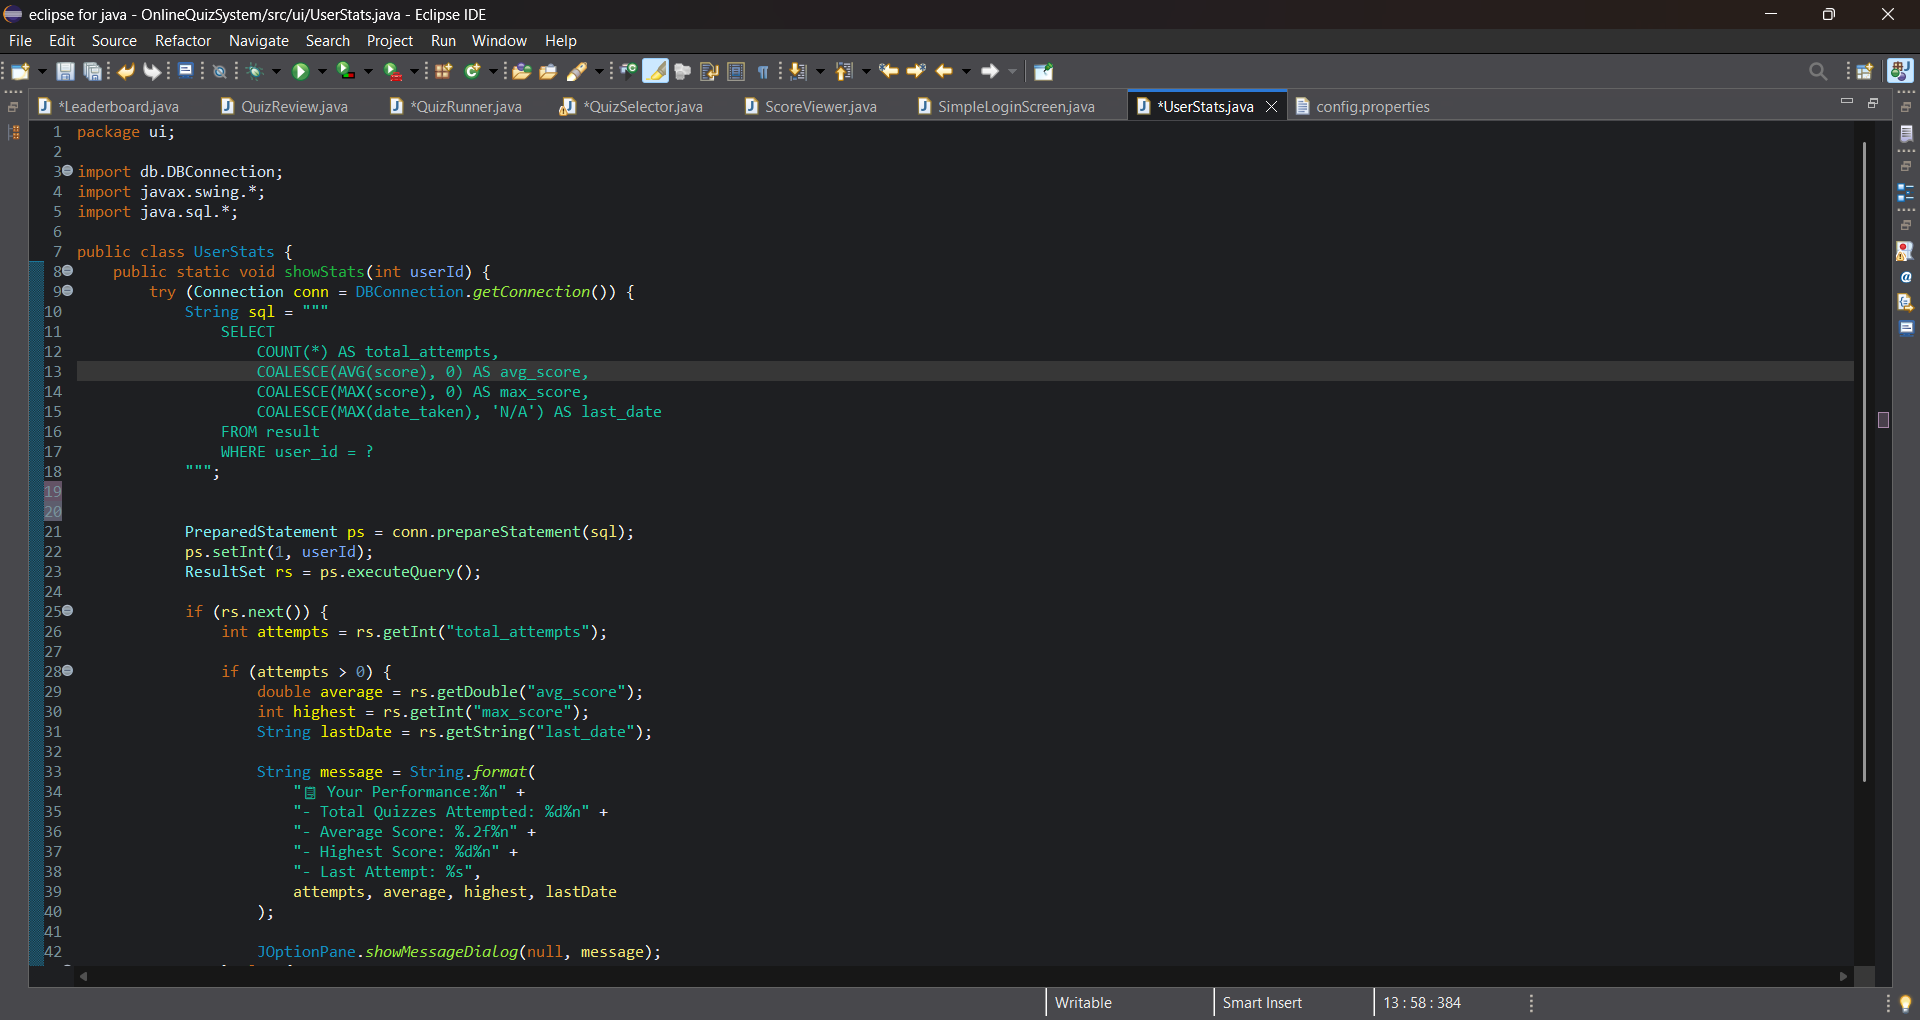 eclipse for java - OnlineQuizSystem/src/ui/UserStats.java - Eclipse IDE
File Edit Source Refactor Navigate Search Project Run Window Help
*Leaderboard.java QuizReview.java *QuizRunner.java *QuizSelector.java ScoreViewer.java SimpleLoginScreen.java *UserStats.java config.properties
1 package ui;
2
3 import db.DBConnection;
4 import javax.swing.*;
5 import java.sql.*;
6
7 public class UserStats {
8     public static void showStats(int userId) {
9         try (Connection conn = DBConnection.getConnection()) {
10             String sql = """
11                 SELECT
12                     COUNT(*) AS total_attempts,
13                     COALESCE(AVG(score), 0) AS avg_score,
14                     COALESCE(MAX(score), 0) AS max_score,
15                     COALESCE(MAX(date_taken), 'N/A') AS last_date
16                 FROM result
17                 WHERE user_id = ?
18             """;
19
20
21             PreparedStatement ps = conn.prepareStatement(sql);
22             ps.setInt(1, userId);
23             ResultSet rs = ps.executeQuery();
24
25             if (rs.next()) {
26                 int attempts = rs.getInt("total_attempts");
27
28                 if (attempts > 0) {
29                     double average = rs.getDouble("avg_score");
30                     int highest = rs.getInt("max_score");
31                     String lastDate = rs.getString("last_date");
32
33                     String message = String.format(
34                         "📋 Your Performance:%n" +
35                         "- Total Quizzes Attempted: %d%n" +
36                         "- Average Score: %.2f%n" +
37                         "- Highest Score: %d%n" +
38                         "- Last Attempt: %s",
39                         attempts, average, highest, lastDate
40                     );
41
42                     JOptionPane.showMessageDialog(null, message);
Writable Smart Insert 13 : 58 : 384